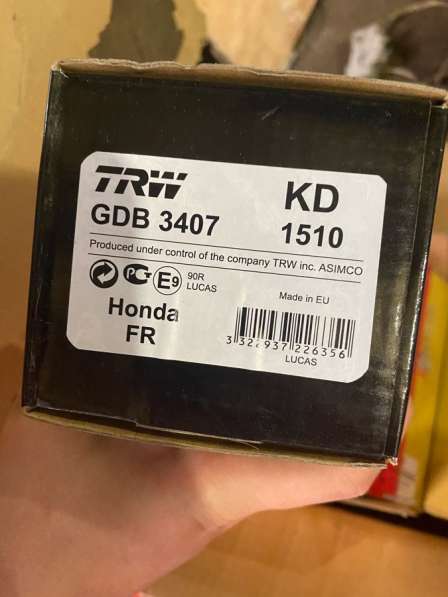 TRW
KD
GDB 3407
1510
Produced under control of the company TRW inc. ASIMCO
E9
90R
LUCAS
Made in EU
Honda
FR
3 322937 226356
LUCAS